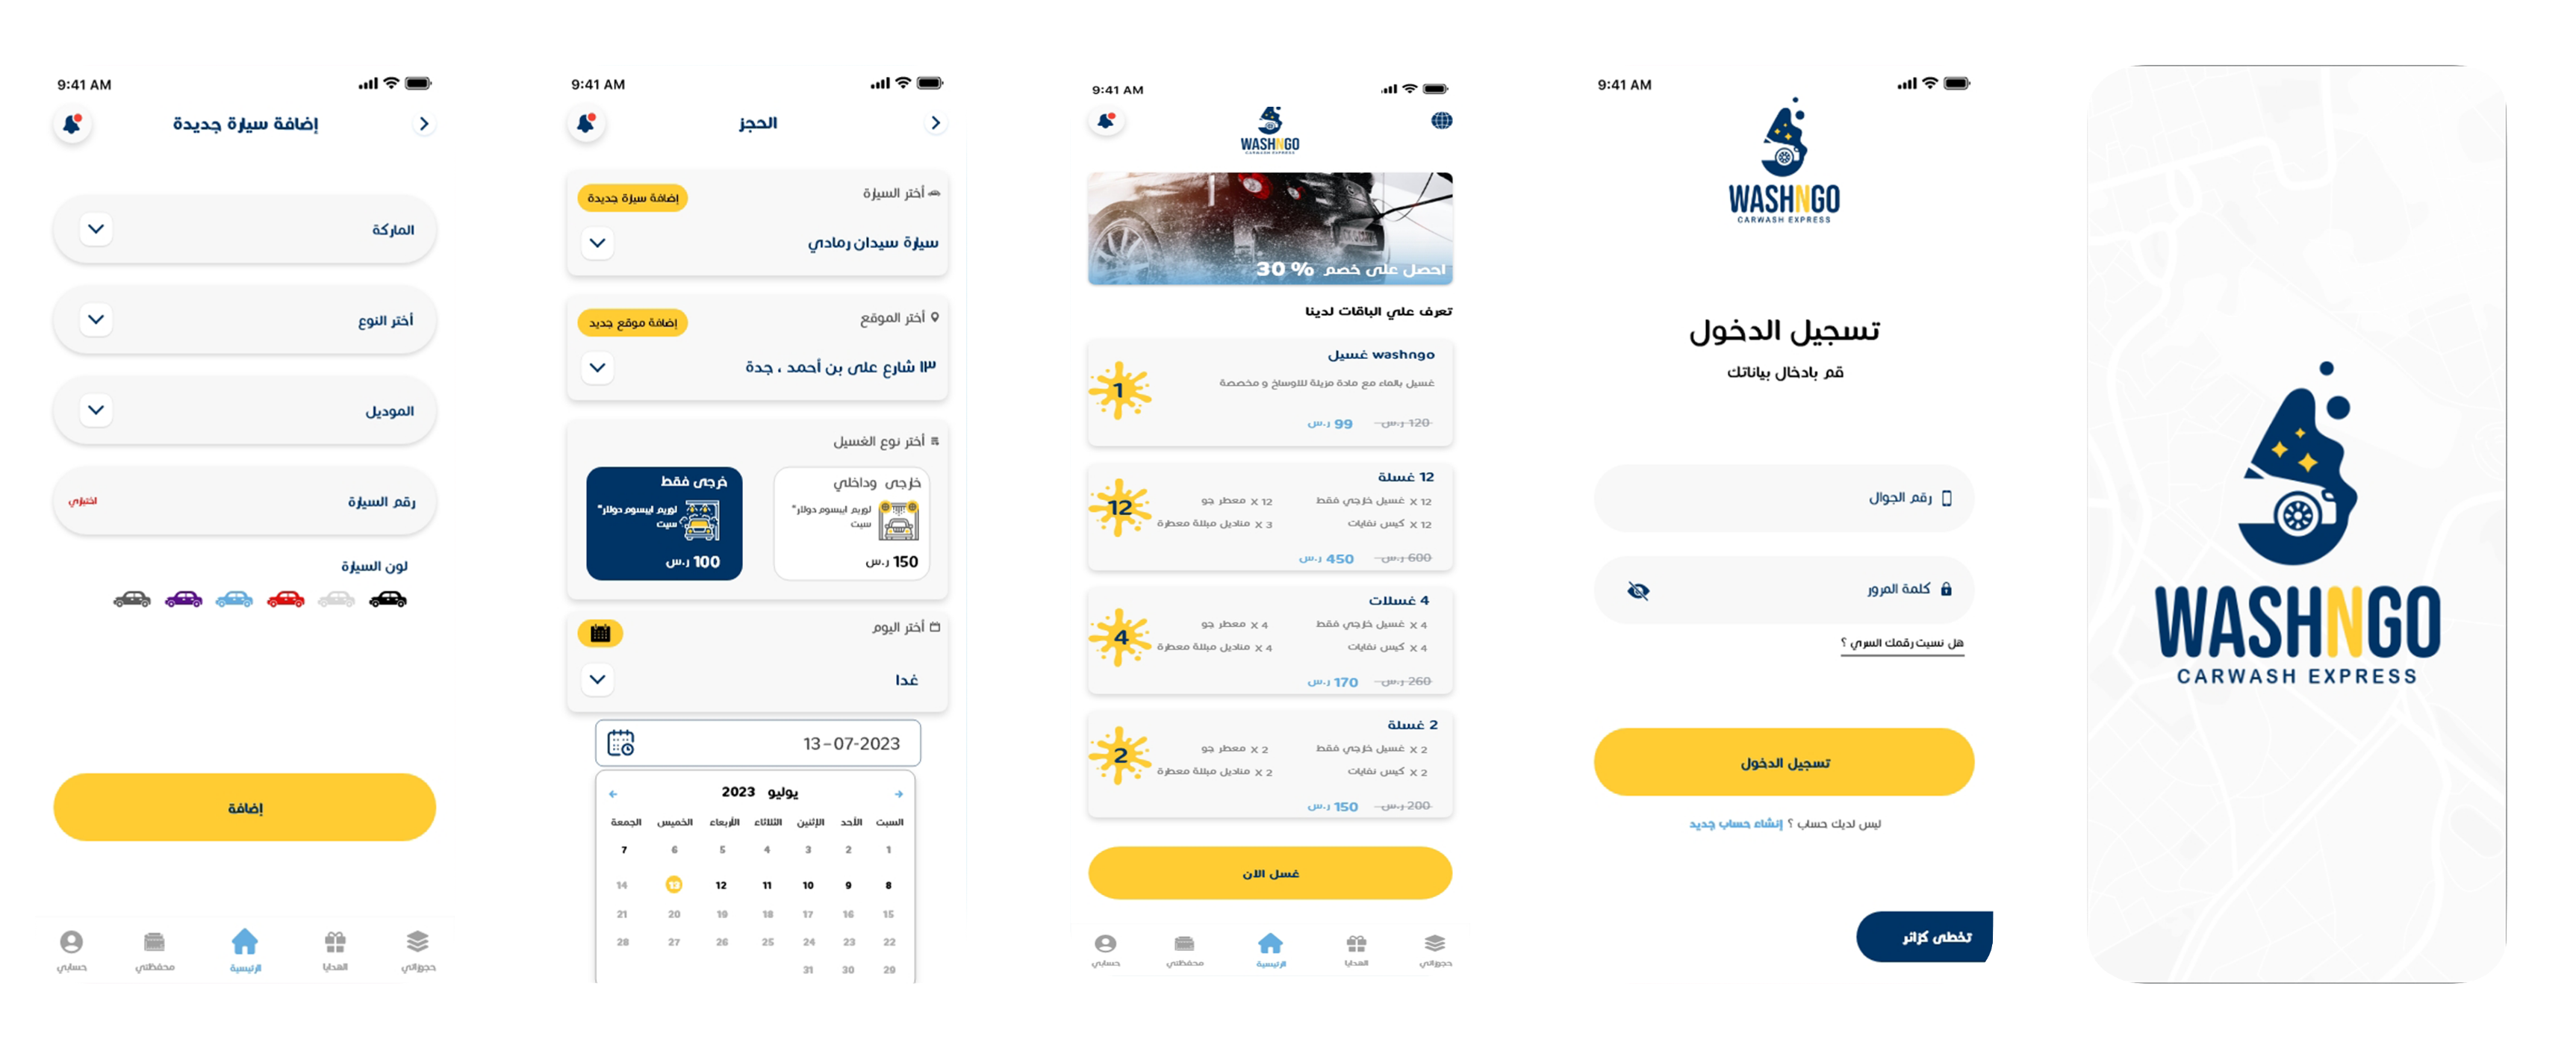 9:41 AM
إضافة سيارة جديدة
الماركة
أختر النوع
الموديل
رقم السيارة
اختياري
لون السيارة
إضافة
حجوزاتي
الهدايا
الرئيسية
محفظتي
حسابي
9:41 AM
الحجز
أختر السيارة
إضافة سيارة جديدة
سيارة سيدان رمادي
أختر الموقع
إضافة موقع جديد
١٣ شارع على بن أحمد ، جدة
أختر نوع الغسيل
خارجى وداخلي
لوريم ايبسوم دولار"
سيت
150 ر.س
خرجى فقط
لوريم ايبسوم دولار"
سيت
100 ر.س
أختر اليوم
غدا
13-07-2023
يوليو 2023
السبت الأحد الإثنين الثلاثاء الأربعاء الخميس الجمعة
1 2 3 4 5 6 7
8 9 10 11 12 13 14
15 16 17 18 19 20 21
22 23 24 25 26 27 28
29 30 31
9:41 AM
WASHNGO
CARWASH EXPRESS
احصل على خصم % 30
تعرف علي الباقات لدينا
washngo غسيل
غسيل بالماء مع مادة مزيلة للاوساخ و مخصصة
120 ر.س 99 ر.س
1
12 غسلة
12 X غسيل خارجي فقط 12 X معطر جو
12 X كيس نفايات 3 X مناديل مبللة معطرة
600 ر.س 450 ر.س
12
4 غسلات
4 X غسيل خارجي فقط 4 X معطر جو
4 X كيس نفايات 4 X مناديل مبللة معطرة
260 ر.س 170 ر.س
4
2 غسلة
2 X غسيل خارجي فقط 2 X معطر جو
2 X كيس نفايات 2 X مناديل مبللة معطرة
200 ر.س 150 ر.س
2
غسل الان
حجوزاتي
الهدايا
الرئيسية
محفظتي
حسابي
9:41 AM
WASHNGO
CARWASH EXPRESS
تسجيل الدخول
قم بادخال بياناتك
رقم الجوال
كلمة المرور
هل نسيت رقمك السري ؟
تسجيل الدخول
ليس لديك حساب ؟ إنشاء حساب جديد
تخطى كزائر
WASHNGO
CARWASH EXPRESS